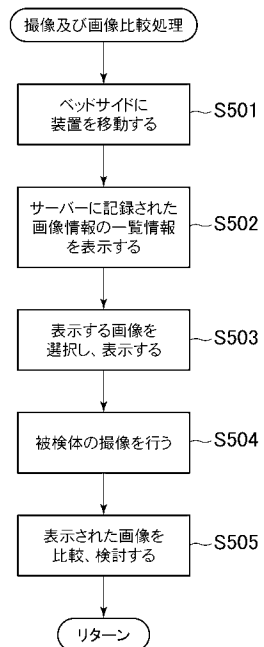 撮像及び画像比較処理
ベッドサイドに
装置を移動する
S501
サーバーに記録された
画像情報の一覧情報
を表示する
S502
表示する画像を
選択し、表示する
S503
被検体の撮像を行う
S504
表示された画像を
比較、検討する
S505
リターン